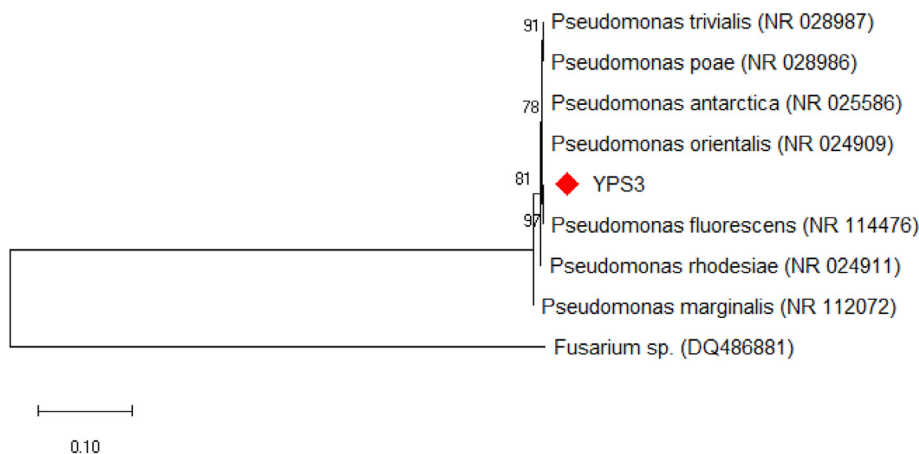 91
Pseudomonas trivialis (NR 028987)
Pseudomonas poae (NR 028986)
78
Pseudomonas antarctica (NR 025586)
Pseudomonas orientalis (NR 024909)
81
YPS3
97
Pseudomonas fluorescens (NR 114476)
Pseudomonas rhodesiae (NR 024911)
Pseudomonas marginalis (NR 112072)
Fusarium sp. (DQ486881)
0.10